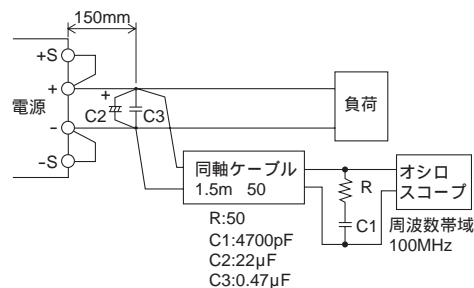 150mm
+S
+
電源
-
-S
+
C2
C3
負荷
同軸ケーブル
1.5m 50
R
C1
オシロ
スコープ
周波数帯域
100MHz
R:50
C1:4700pF
C2:22µF
C3:0.47µF